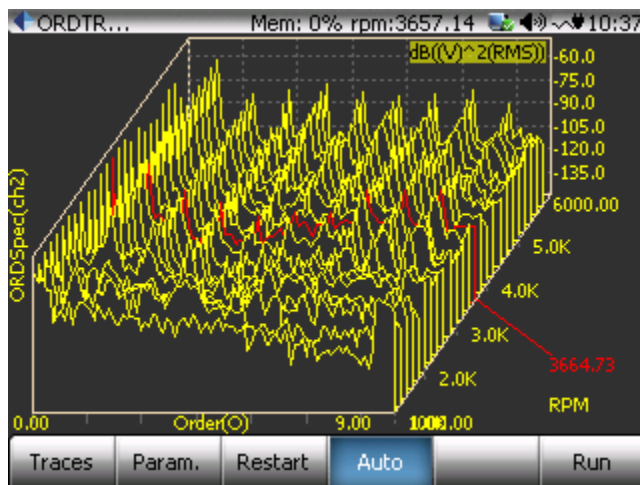 ORDTR... Mem: 0% rpm:3657.14 10:37
dB((V)^2(RMS))
-60.0
-75.0
-90.0
-105.0
-120.0
-135.0
ORDSpec(ch2)
6000.00
5.0K
4.0K
3.0K
3664.73
2.0K
RPM
0.00 Order(O) 9.00
Traces Param. Restart Auto Run